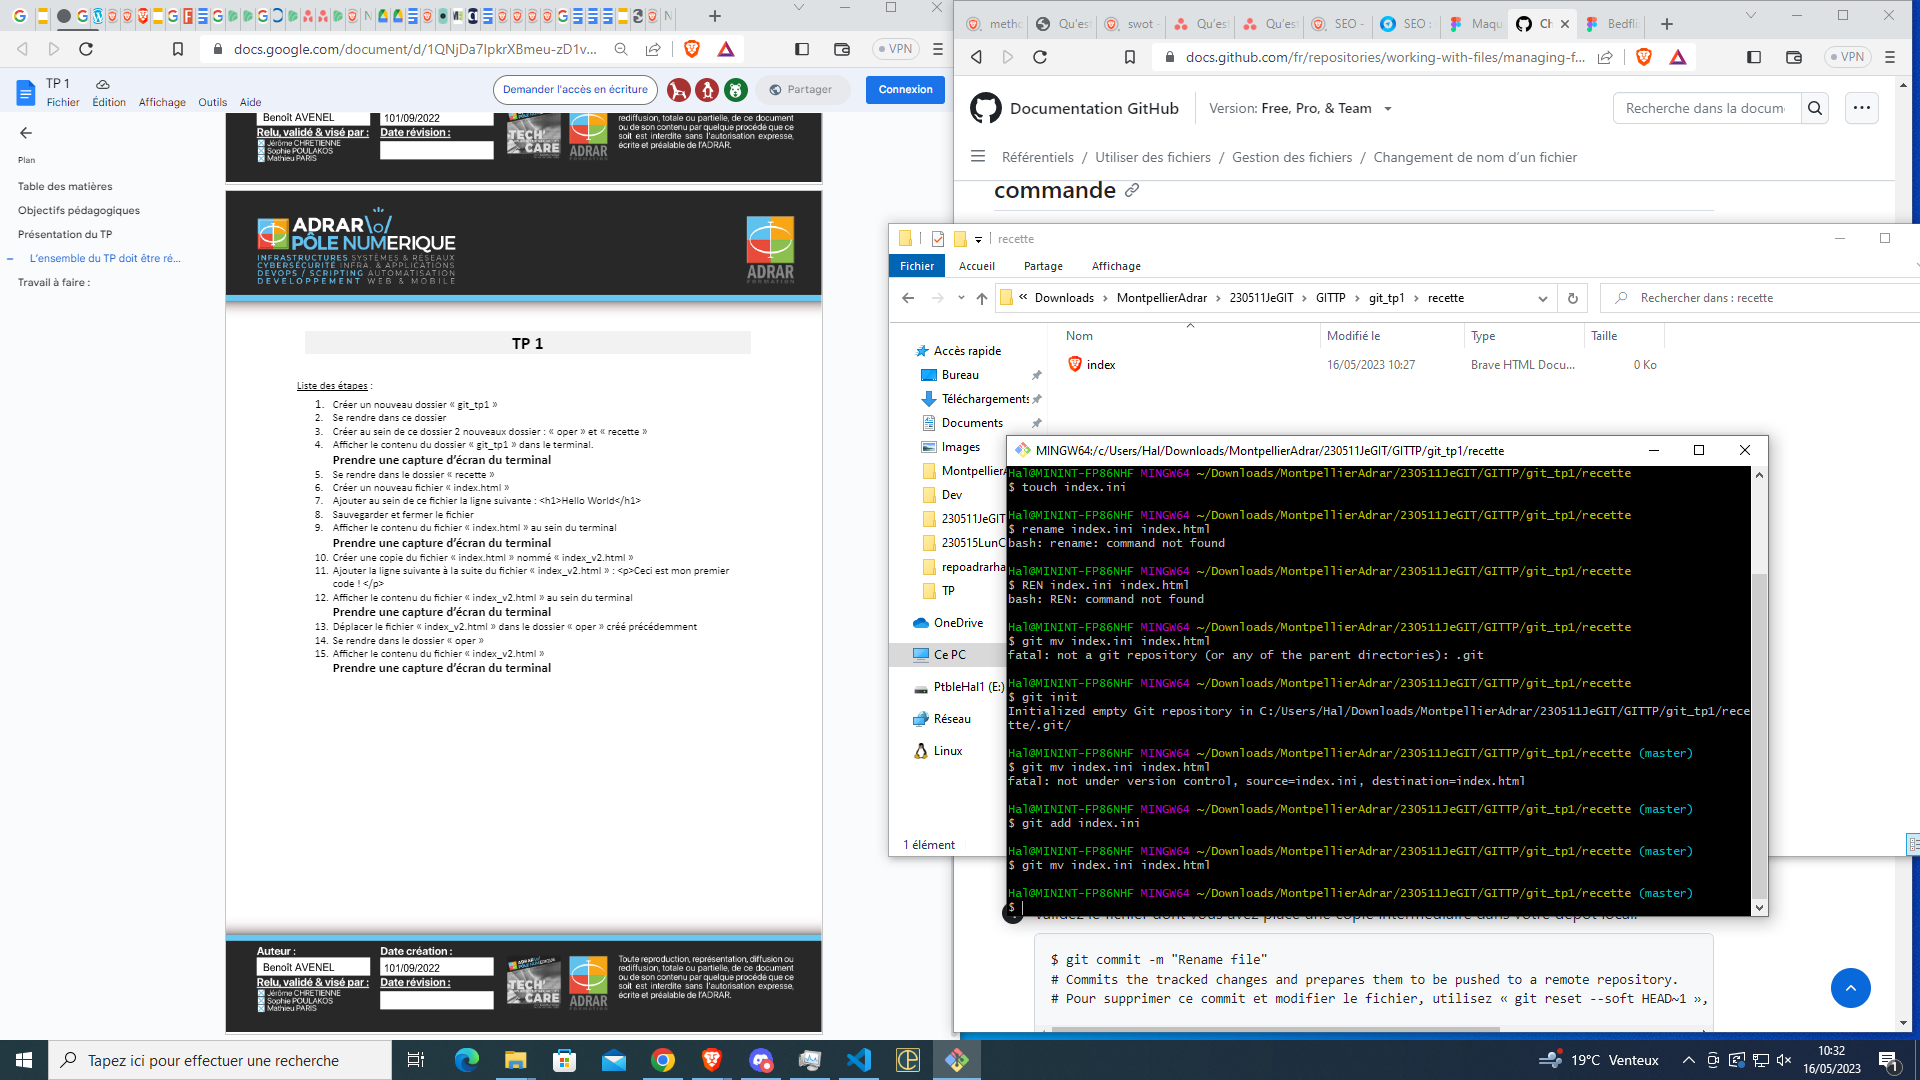 docs.google.com/document/d/1QNjDa7lpkrXBmeu-zD1v...
VPN
TP 1
Fichier Édition Affichage Outils Aide
Demander l'accès en écriture
Partager
Connexion
Plan
Table des matières
Objectifs pédagogiques
Présentation du TP
L'ensemble du TP doit être ré...
Travail à faire :
Benoît AVENEL 101/09/2022
Relu, validé & visé par : Date révision :
Jérôme CHRETIENNE
Sophie POULAKOS
Mathieu PARIS
TECH' CARE
ADRAR FORMATION
rediffusion, totale ou partielle, de ce document
ou de son contenu par quelque procédé que ce
soit est interdite sans l'autorisation expresse,
écrite et préalable de l'ADRAR.
ADRAR\o/
PÔLE NUMERIQUE
INFRASTRUCTURES SYSTÈMES & RÉSEAUX
CYBERSÉCURITÉ INFRA. & APPLICATIONS
DEVOPS / SCRIPTING AUTOMATISATION
DEVELOPPEMENT WEB & MOBILE
ADRAR
FORMATION
TP 1
Liste des étapes :
1. Créer un nouveau dossier « git_tp1 »
2. Se rendre dans ce dossier
3. Créer au sein de ce dossier 2 nouveaux dossier : « oper » et « recette »
4. Afficher le contenu du dossier « git_tp1 » dans le terminal.
Prendre une capture d'écran du terminal
5. Se rendre dans le dossier « recette »
6. Créer un nouveau fichier « index.html »
7. Ajouter au sein de ce fichier la ligne suivante : <h1>Hello World</h1>
8. Sauvegarder et fermer le fichier
9. Afficher le contenu du fichier « index.html » au sein du terminal
Prendre une capture d'écran du terminal
10. Créer une copie du fichier « index.html » nommé « index_v2.html »
11. Ajouter la ligne suivante à la suite du fichier « index_v2.html » : <p>Ceci est mon premier
code ! </p>
12. Afficher le contenu du fichier « index_v2.html » au sein du terminal
Prendre une capture d'écran du terminal
13. Déplacer le fichier « index_v2.html » dans le dossier « oper » créé précédemment
14. Se rendre dans le dossier « oper »
15. Afficher le contenu du fichier « index_v2.html »
Prendre une capture d'écran du terminal
Auteur : Date création :
Benoît AVENEL 101/09/2022
Relu, validé & visé par : Date révision :
Jérôme CHRETIENNE
Sophie POULAKOS
Mathieu PARIS
TECH' CARE
ADRAR FORMATION
Toute reproduction, représentation, diffusion ou
rediffusion, totale ou partielle, de ce document
ou de son contenu par quelque procédé que ce
soit est interdite sans l'autorisation expresse,
écrite et préalable de l'ADRAR.
metho Qu'es swot Qu'es Qu'es SEO - SEO : Maqu Ch Bedfli
docs.github.com/fr/repositories/working-with-files/managing-f...
VPN
Documentation GitHub
Version: Free, Pro, & Team
Recherche dans la docume
Référentiels / Utiliser des fichiers / Gestion des fichiers / Changement de nom d'un fichier
commande
recette
Fichier Accueil Partage Affichage
« Downloads > MontpellierAdrar > 230511JeGIT > GITTP > git_tp1 > recette
Rechercher dans : recette
Nom Modifié le Type Taille
index 16/05/2023 10:27 Brave HTML Docu... 0 Ko
Accès rapide
Bureau
Téléchargements
Documents
Images
MontpellierA
Dev
230511JeGIT
230515LunC
repoadrarha
TP
OneDrive
Ce PC
PtbleHal1 (E:)
Réseau
Linux
1 élément
MINGW64:/c/Users/Hal/Downloads/MontpellierAdrar/230511JeGIT/GITTP/git_tp1/recette
Hal@MININT-FP86NHF MINGW64 ~/Downloads/MontpellierAdrar/230511JeGIT/GITTP/git_tp1/recette
$ touch index.ini
Hal@MININT-FP86NHF MINGW64 ~/Downloads/MontpellierAdrar/230511JeGIT/GITTP/git_tp1/recette
$ rename index.ini index.html
bash: rename: command not found
Hal@MININT-FP86NHF MINGW64 ~/Downloads/MontpellierAdrar/230511JeGIT/GITTP/git_tp1/recette
$ REN index.ini index.html
bash: REN: command not found
Hal@MININT-FP86NHF MINGW64 ~/Downloads/MontpellierAdrar/230511JeGIT/GITTP/git_tp1/recette
$ git mv index.ini index.html
fatal: not a git repository (or any of the parent directories): .git
Hal@MININT-FP86NHF MINGW64 ~/Downloads/MontpellierAdrar/230511JeGIT/GITTP/git_tp1/recette
$ git init
Initialized empty Git repository in C:/Users/Hal/Downloads/MontpellierAdrar/230511JeGIT/GITTP/git_tp1/rece
tte/.git/
Hal@MININT-FP86NHF MINGW64 ~/Downloads/MontpellierAdrar/230511JeGIT/GITTP/git_tp1/recette (master)
$ git mv index.ini index.html
fatal: not under version control, source=index.ini, destination=index.html
Hal@MININT-FP86NHF MINGW64 ~/Downloads/MontpellierAdrar/230511JeGIT/GITTP/git_tp1/recette (master)
$ git add index.ini
Hal@MININT-FP86NHF MINGW64 ~/Downloads/MontpellierAdrar/230511JeGIT/GITTP/git_tp1/recette (master)
$ git mv index.ini index.html
Hal@MININT-FP86NHF MINGW64 ~/Downloads/MontpellierAdrar/230511JeGIT/GITTP/git_tp1/recette (master)
$
$ git commit -m "Rename file"
# Commits the tracked changes and prepares them to be pushed to a remote repository.
# Pour supprimer ce commit et modifier le fichier, utilisez « git reset --soft HEAD~1 »,
Tapez ici pour effectuer une recherche
19°C Venteux
10:32
16/05/2023
1